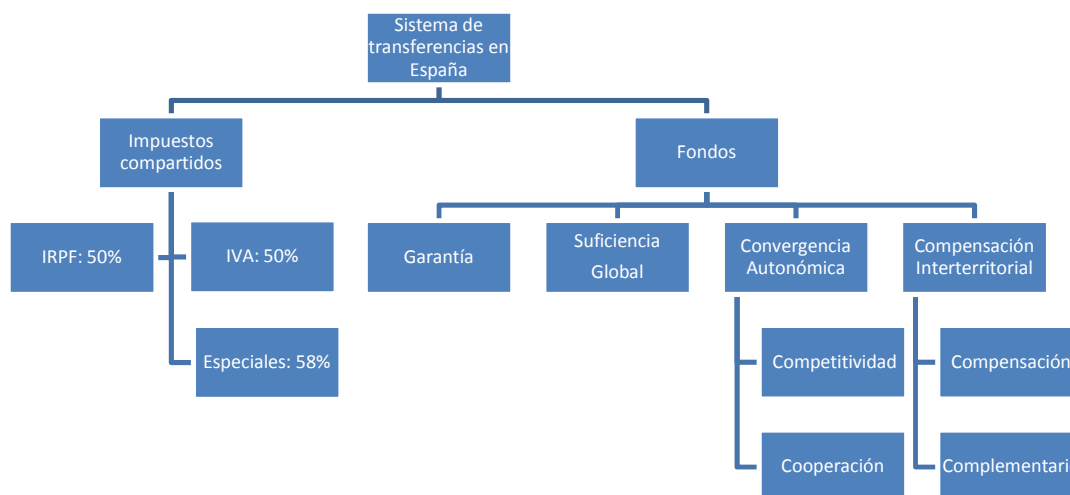 Sistema de
transferencias en
España
Impuestos
compartidos
Fondos
IRPF: 50%
IVA: 50%
Especiales: 58%
Garantía
Suficiencia
Global
Convergencia
Autonómica
Compensación
Interterritorial
Competitividad
Compensación
Cooperación
Complementari